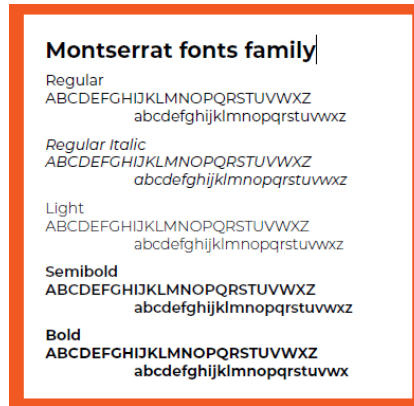 Montserrat fonts family
Regular
ABCDEFGHIJKLMNOPQRSTUVWXZ
abcdefghijklmnopqrstuvwxz
Regular Italic
ABCDEFGHIJKLMNOPQRSTUVWXZ
abcdefghijklmnopqrstuvwxz
Light
ABCDEFGHIJKLMNOPQRSTUVWXZ
abcdefghijklmnopqrstuvwxz
Semibold
ABCDEFGHIJKLMNOPQRSTUVWXZ
abcdefghijklmnopqrstuvwxz
Bold
ABCDEFGHIJKLMNOPQRSTUVWXZ
abcdefghijklmnopqrstuvwx